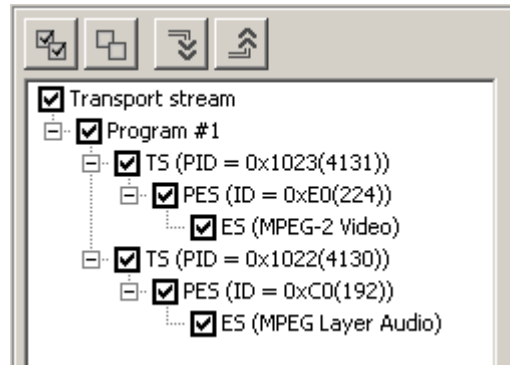 Transport stream
Program #1
TS (PID = 0x1023(4131))
PES (ID = 0xE0(224))
ES (MPEG-2 Video)
TS (PID = 0x1022(4130))
PES (ID = 0xC0(192))
ES (MPEG Layer Audio)